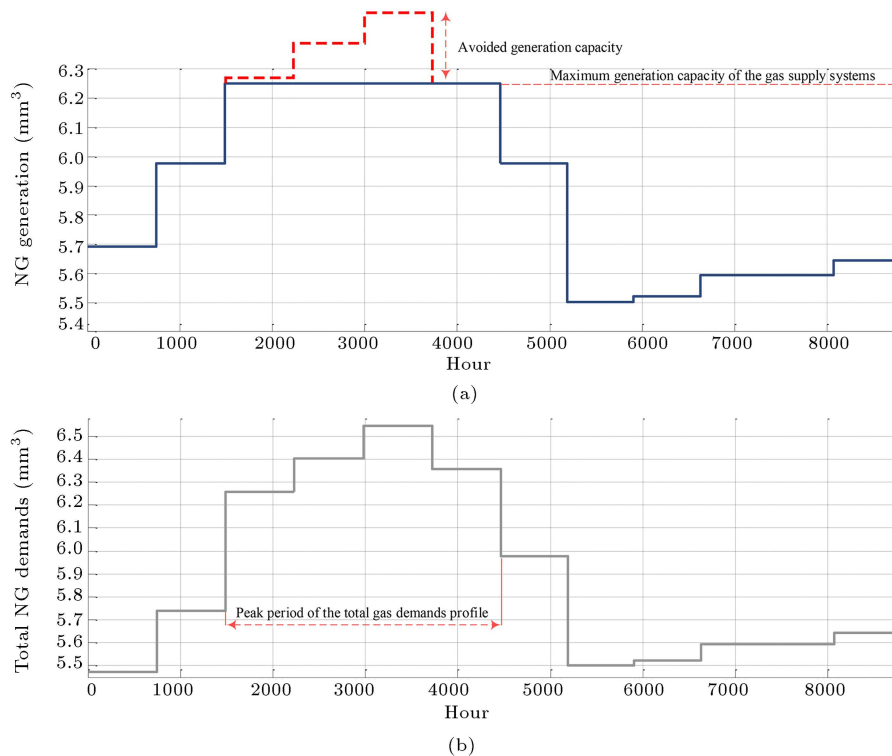 Avoided generation capacity
Maximum generation capacity of the gas supply systems
NG generation (mm³)
6.3
6.2
6.1
6.0
5.9
5.8
5.7
5.6
5.5
5.4
0 1000 2000 3000 4000 5000 6000 7000 8000
Hour
(a)
Total NG demands (mm³)
6.5
6.4
6.3
6.2
6.1
6.0
5.9
5.8
5.7
5.6
5.5
Peak period of the total gas demands profile
0 1000 2000 3000 4000 5000 6000 7000 8000
Hour
(b)